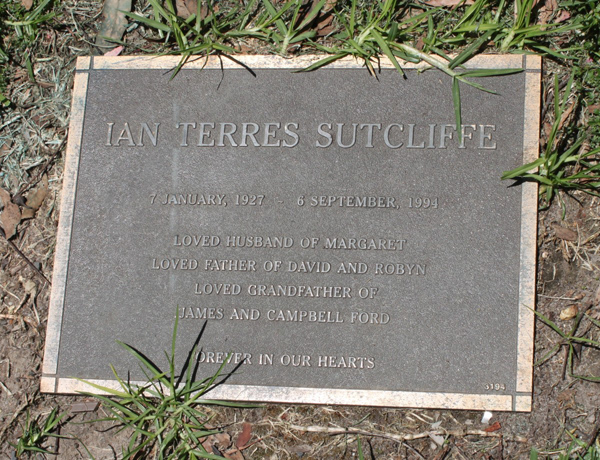 IAN TERRES SUTCLIFFE
7 JANUARY, 1927 - 6 SEPTEMBER, 1994
LOVED HUSBAND OF MARGARET
LOVED FATHER OF DAVID AND ROBYN
LOVED GRANDFATHER OF
JAMES AND CAMPBELL FORD
FOREVER IN OUR HEARTS
3194